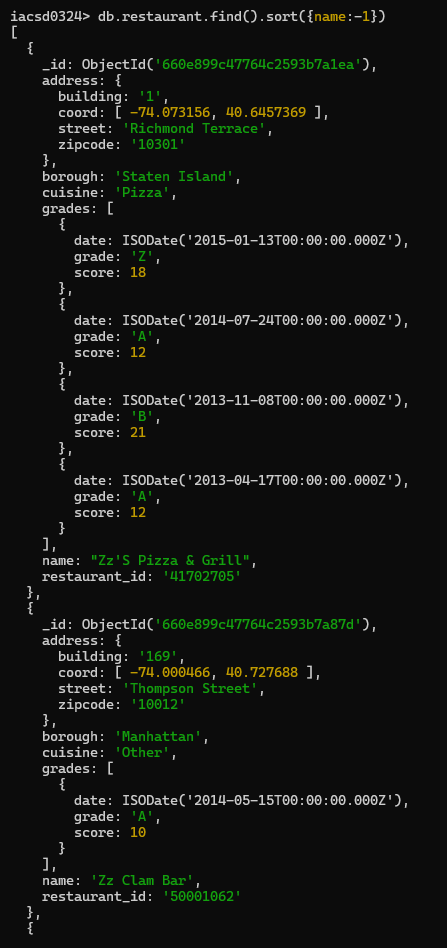 iacsd0324> db.restaurant.find().sort({name:-1})
[
  {
    _id: ObjectId('660e899c47764c2593b7a1ea'),
    address: {
      building: '1',
      coord: [ -74.073156, 40.6457369 ],
      street: 'Richmond Terrace',
      zipcode: '10301'
    },
    borough: 'Staten Island',
    cuisine: 'Pizza',
    grades: [
      {
        date: ISODate('2015-01-13T00:00:00.000Z'),
        grade: 'Z',
        score: 18
      },
      {
        date: ISODate('2014-07-24T00:00:00.000Z'),
        grade: 'A',
        score: 12
      },
      {
        date: ISODate('2013-11-08T00:00:00.000Z'),
        grade: 'B',
        score: 21
      },
      {
        date: ISODate('2013-04-17T00:00:00.000Z'),
        grade: 'A',
        score: 12
      }
    ],
    name: "Zz'S Pizza & Grill",
    restaurant_id: '41702705'
  },
  {
    _id: ObjectId('660e899c47764c2593b7a87d'),
    address: {
      building: '169',
      coord: [ -74.000466, 40.727688 ],
      street: 'Thompson Street',
      zipcode: '10012'
    },
    borough: 'Manhattan',
    cuisine: 'Other',
    grades: [
      {
        date: ISODate('2014-05-15T00:00:00.000Z'),
        grade: 'A',
        score: 10
      }
    ],
    name: 'Zz Clam Bar',
    restaurant_id: '50001062'
  },
  {